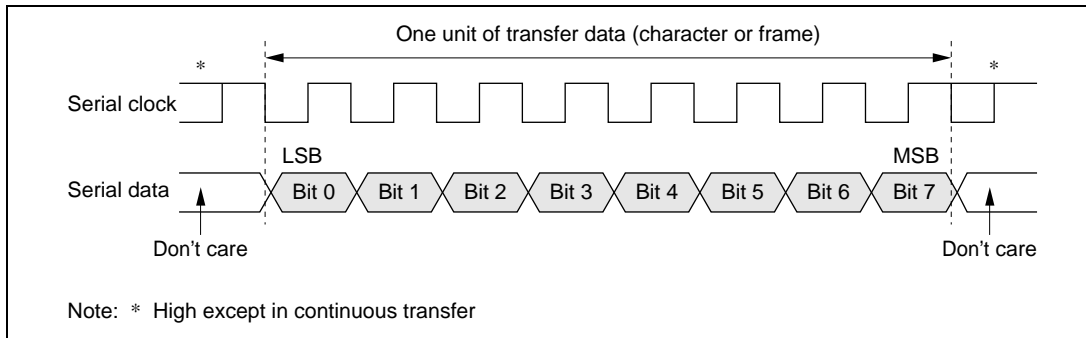 One unit of transfer data (character or frame)
* *
Serial clock
LSB MSB
Serial data Bit 0 Bit 1 Bit 2 Bit 3 Bit 4 Bit 5 Bit 6 Bit 7
Don't care Don't care
Note: * High except in continuous transfer